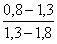 0,8 – 1,3
1,3 – 1,8